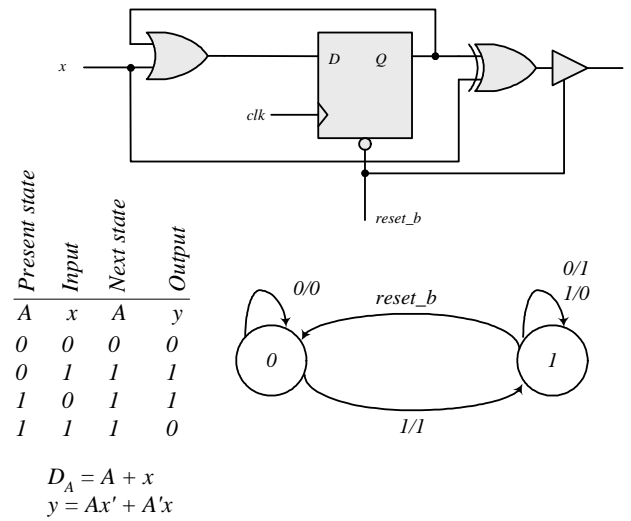 x
D Q
clk
reset_b
Present state
Input
Next state
Output
A x A y
0 0 0 0
0 1 1 1
1 0 1 1
1 1 1 0
D_A = A + x
y = Ax' + A'x
0/0
reset_b
0/1
1/0
0
1
1/1